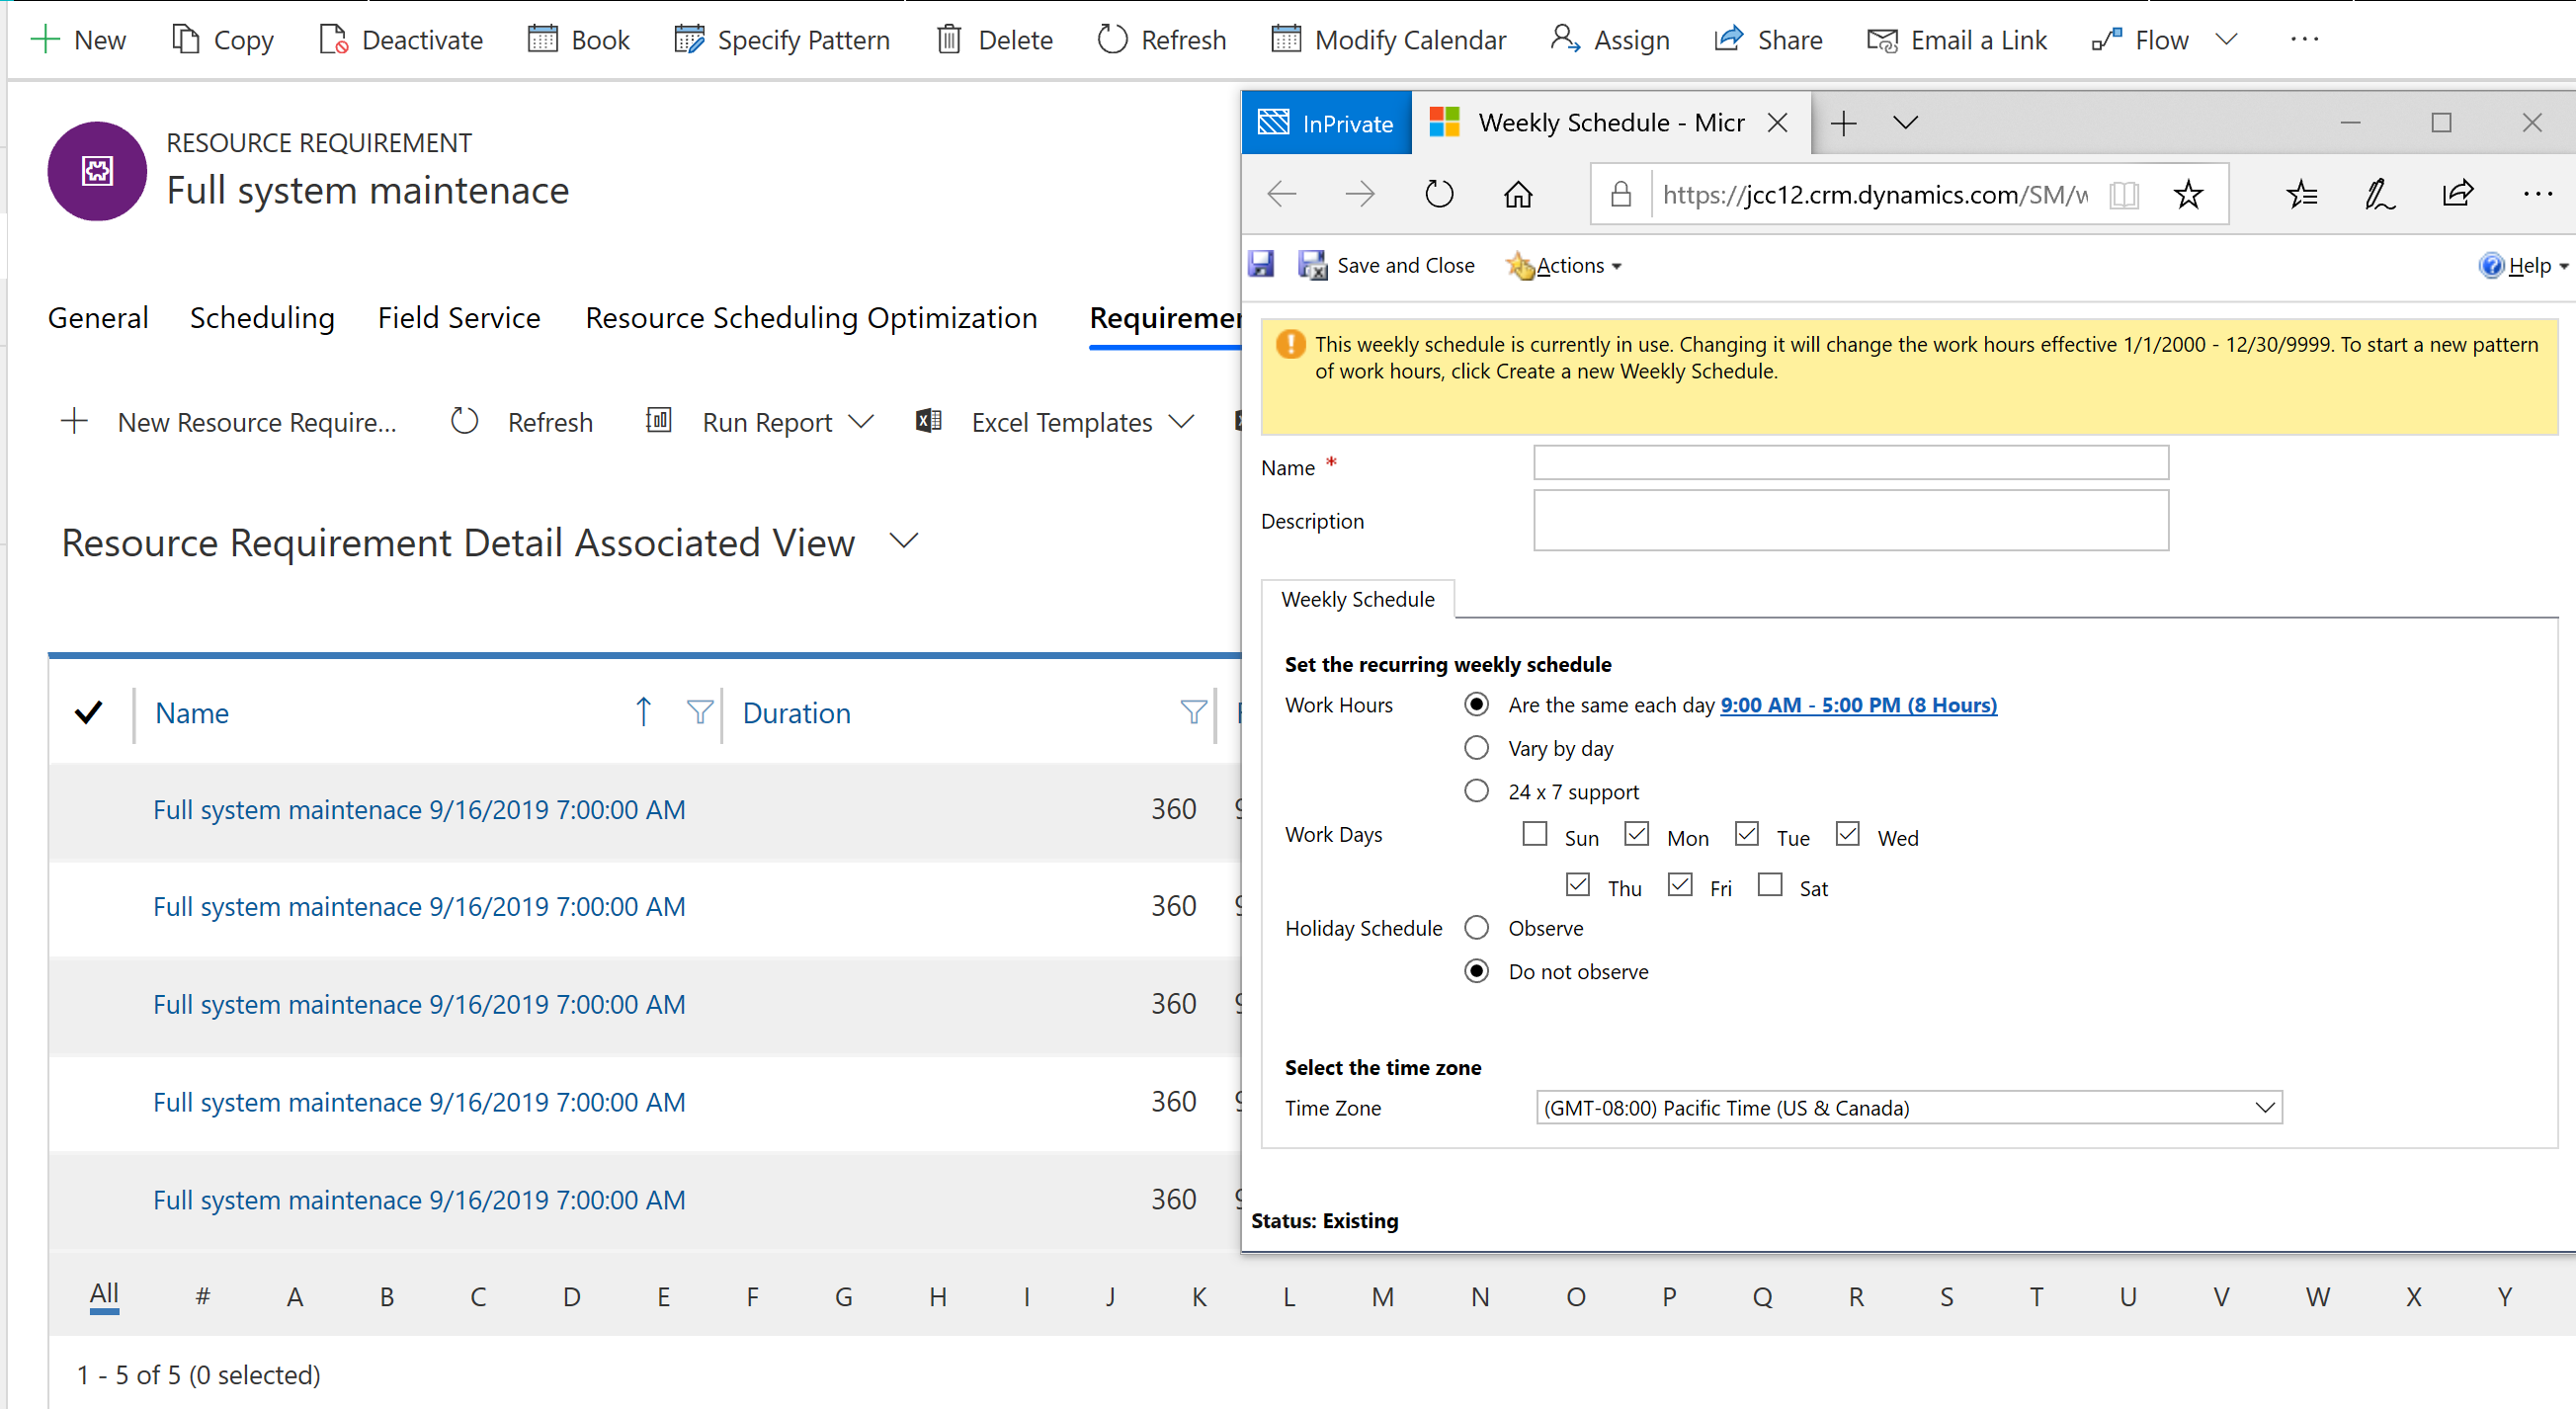 New Copy Deactivate Book Specify Pattern Delete Refresh Modify Calendar Assign Share Email a Link Flow ...
RESOURCE REQUIREMENT
Full system maintenace
General Scheduling Field Service Resource Scheduling Optimization Requiremen
New Resource Require... Refresh Run Report Excel Templates
Resource Requirement Detail Associated View
Name Duration
Full system maintenace 9/16/2019 7:00:00 AM 360
Full system maintenace 9/16/2019 7:00:00 AM 360
Full system maintenace 9/16/2019 7:00:00 AM 360
Full system maintenace 9/16/2019 7:00:00 AM 360
Full system maintenace 9/16/2019 7:00:00 AM 360
All # A B C D E F G H I J K L M N O P Q R S T U V W X Y
1 - 5 of 5 (0 selected)
InPrivate Weekly Schedule - Micr
https://jcc12.crm.dynamics.com/SM/w
Save and Close Actions Help
This weekly schedule is currently in use. Changing it will change the work hours effective 1/1/2000 - 12/30/9999. To start a new pattern
of work hours, click Create a new Weekly Schedule.
Name *
Description
Weekly Schedule
Set the recurring weekly schedule
Work Hours Are the same each day 9:00 AM - 5:00 PM (8 Hours)
Vary by day
24 x 7 support
Work Days Sun Mon Tue Wed
Thu Fri Sat
Holiday Schedule Observe
Do not observe
Select the time zone
Time Zone (GMT-08:00) Pacific Time (US & Canada)
Status: Existing